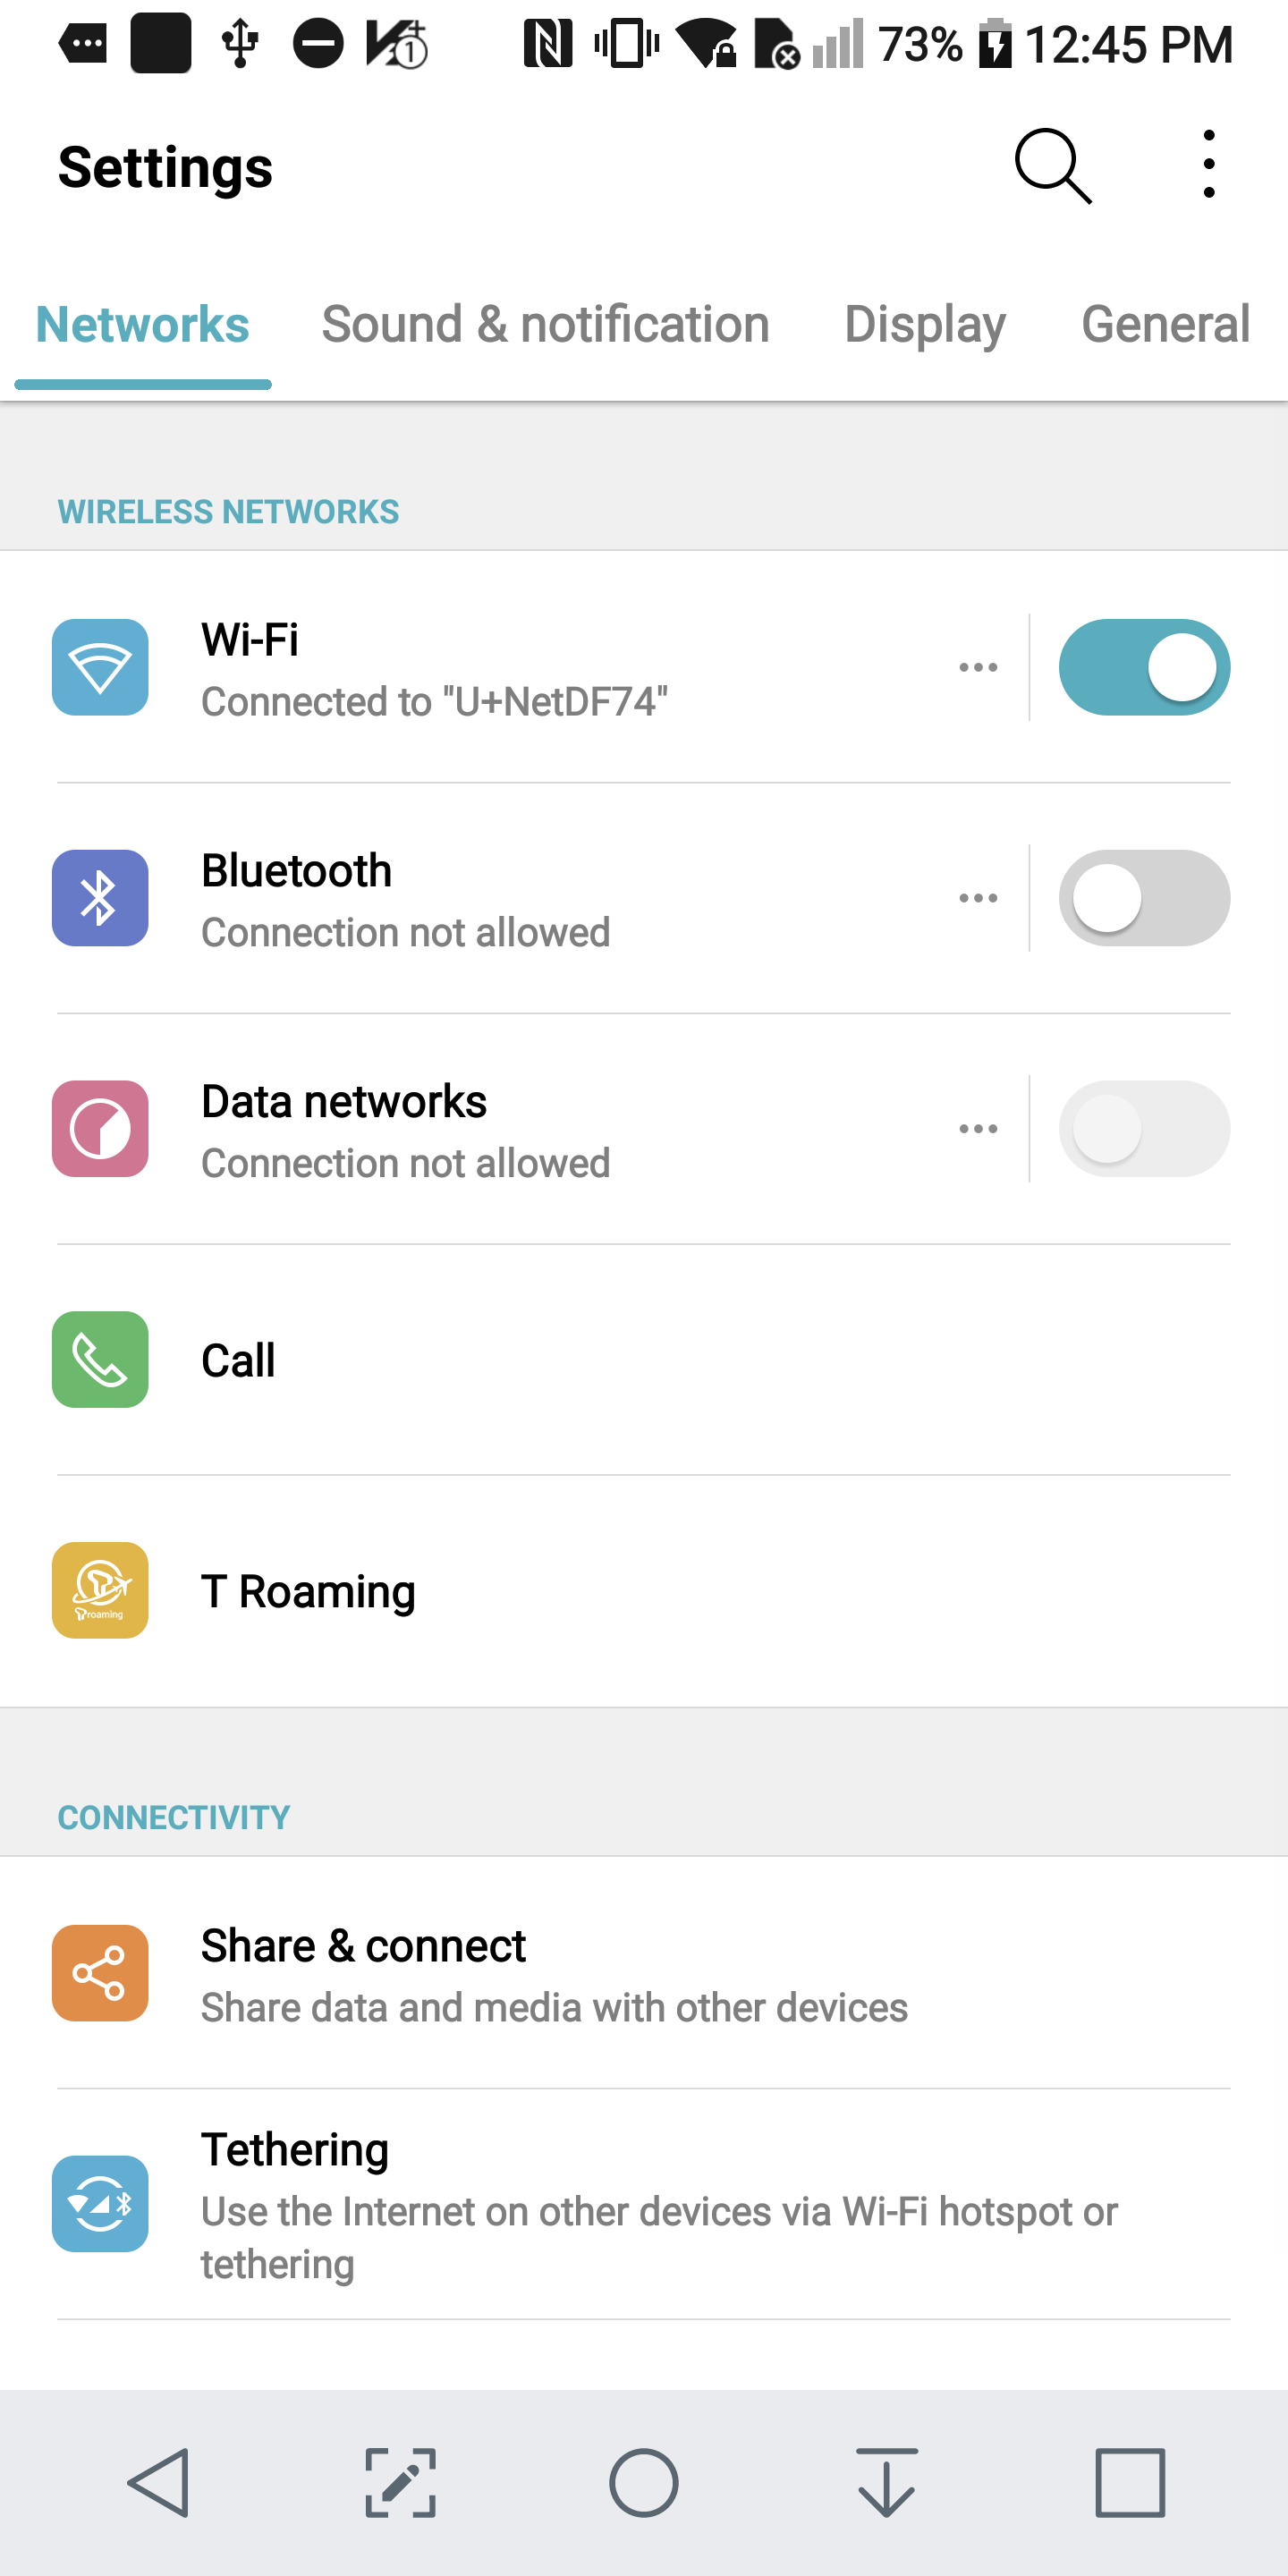 73% 12:45 PM
Settings
Networks Sound & notification Display General
WIRELESS NETWORKS
Wi-Fi
Connected to "U+NetDF74"
Bluetooth
Connection not allowed
Data networks
Connection not allowed
Call
T Roaming
roaming
CONNECTIVITY
Share & connect
Share data and media with other devices
Tethering
Use the Internet on other devices via Wi-Fi hotspot or
tethering